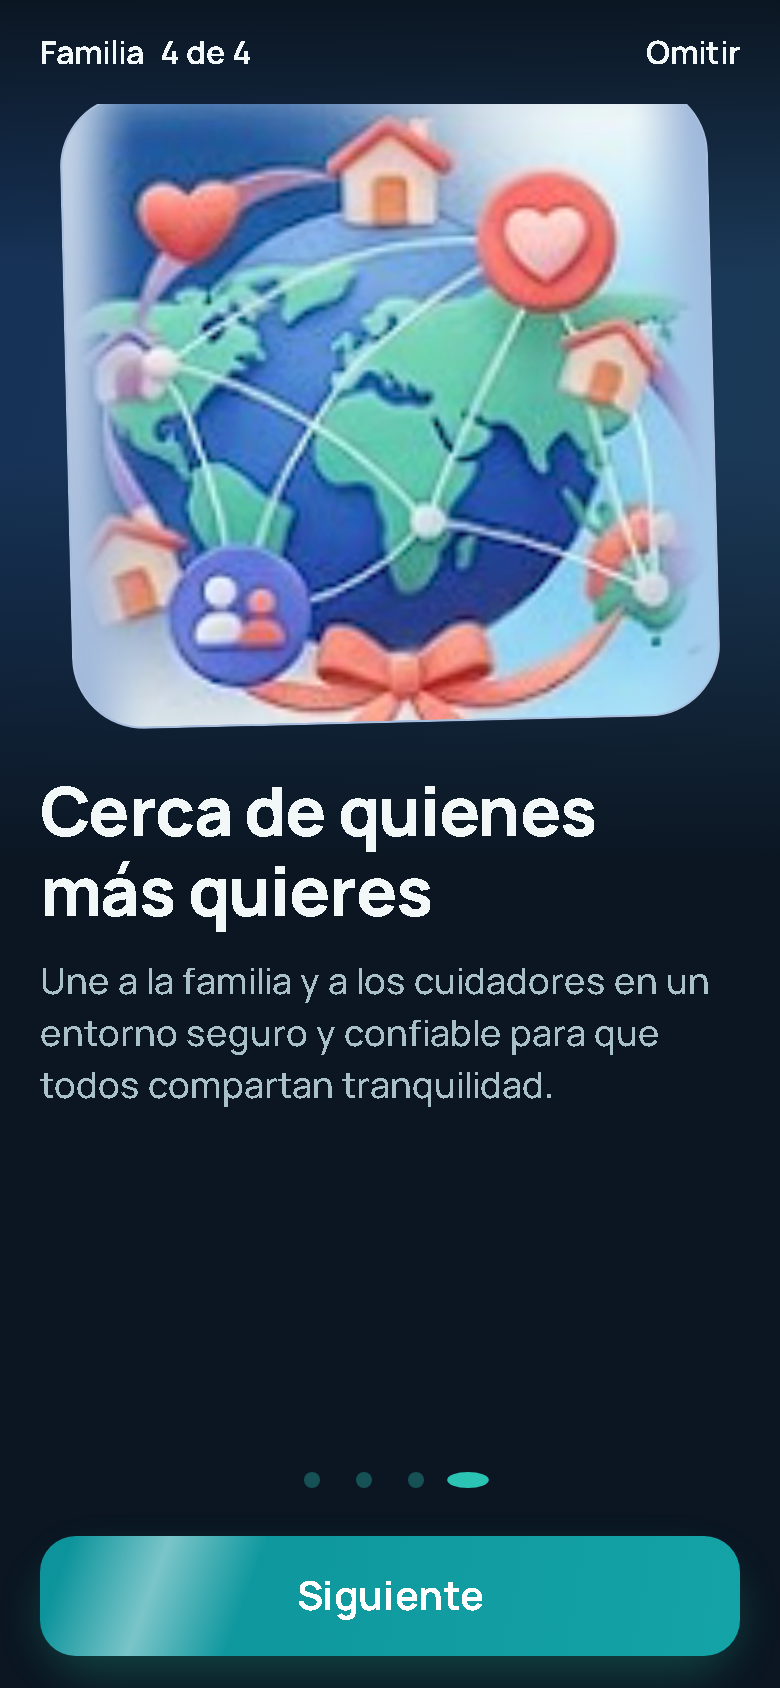 Familia 4 de 4
Omitir
Cerca de quienes
más quieres
Une a la familia y a los cuidadores en un
entorno seguro y confiable para que
todos compartan tranquilidad.
Siguiente